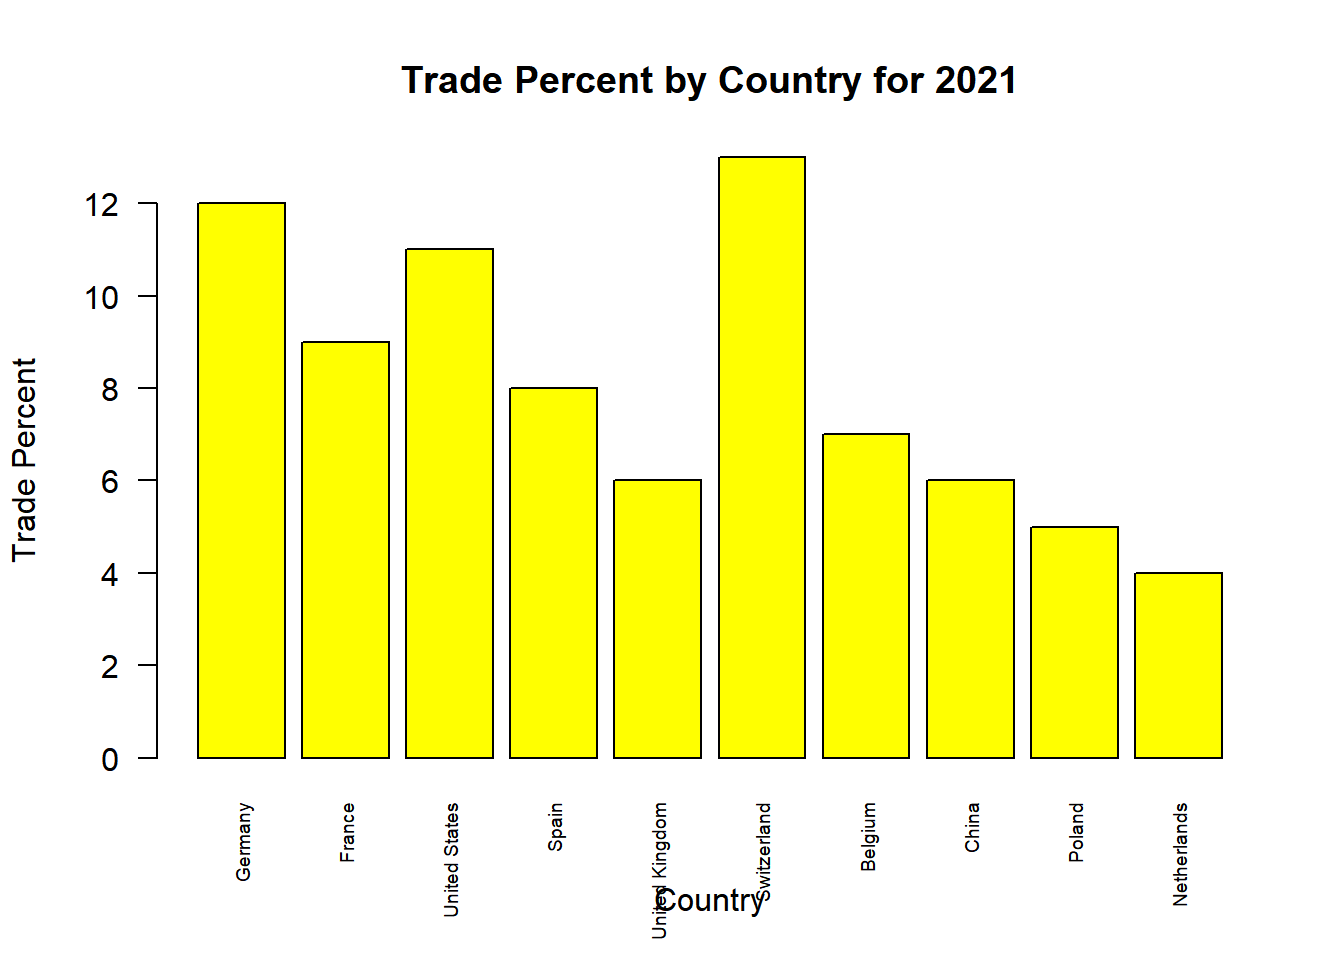 Trade Percent by Country for 2021
Trade Percent
12
10
8
6
4
2
0
Germany
France
United States
Spain
United Kingdom
Switzerland
Belgium
China
Poland
Netherlands
Country